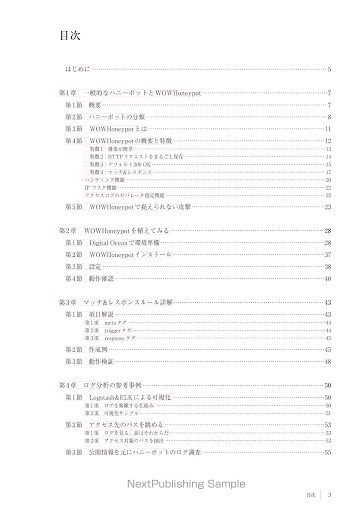 目次
はじめに 5
第1章 一般的なハニーポットとWOWHoneypot 7
第1節 概要 7
第2節 ハニーポットの分類 8
第3節 WOWHoneypotとは 11
第4節 WOWHoneypotの概要と特徴 12
特徴1：構築が簡単 13
特徴2：HTTPリクエストをまるごと保存 14
特徴3：デフォルト200 OK 15
特徴4：マッチ&レスポンス 17
ハンティング機能 20
IPマスク機能 22
アクセスログのセパレータ指定機能 22
第5節 WOWHoneypotで捉えられない攻撃 23
第2章 WOWHoneypotを植えてみる 28
第1節 Digital Oceanで環境準備 28
第2節 WOWHoneypotインストール 37
第3節 設定 38
第4節 動作確認 40
第3章 マッチ&レスポンスルール詳解 43
第1節 項目解説 43
第1項 metaタグ 44
第2項 triggerタグ 44
第3項 responseタグ 45
第2節 作成例 45
第3節 動作検証 48
第4章 ログ分析の参考事例 50
第1節 Logstash&ELKによる可視化 50
第1項 ログを俯瞰する仕組み 50
第2項 可視化サンプル 51
第2節 アクセス先のパスを眺める 53
第1項 ログを見る、話はそれからだ 53
第2項 アクセス対象のパスを抽出 53
第3節 公開情報を元にハニーポットのログ調査 55
NextPublishing Sample
目次 | 3